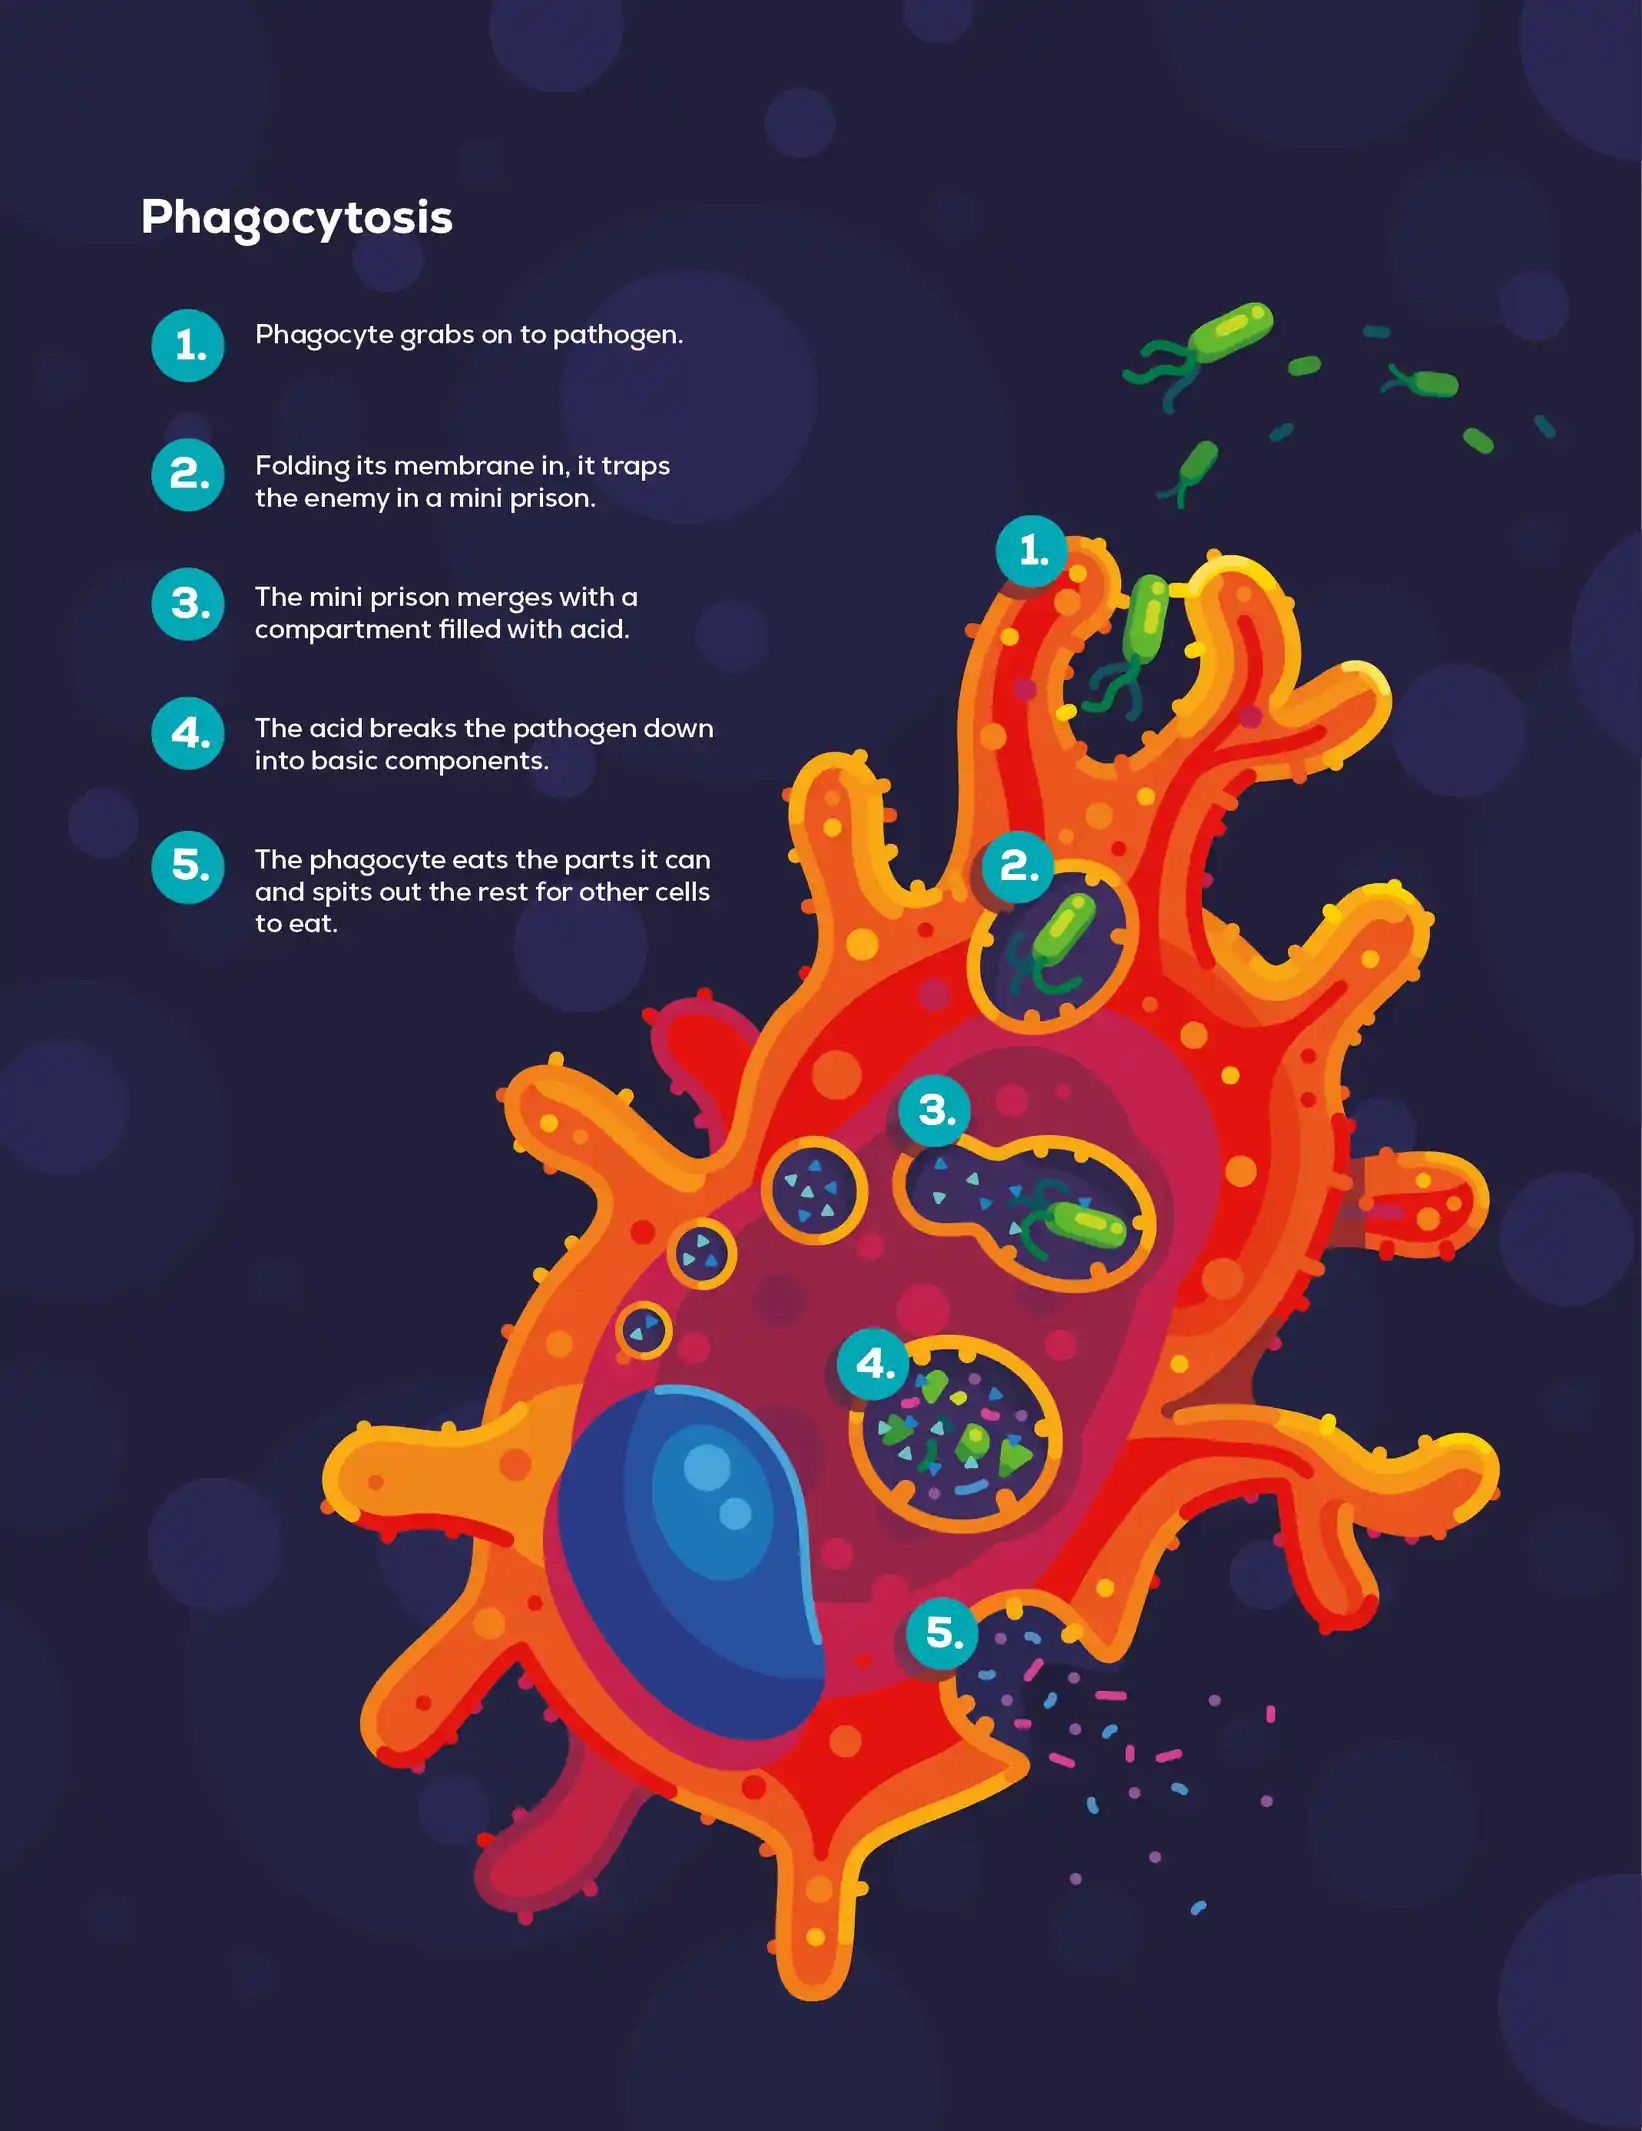 Phagocytosis
1. Phagocyte grabs on to pathogen.
2. Folding its membrane in, it traps
the enemy in a mini prison.
3. The mini prison merges with a
compartment filled with acid.
4. The acid breaks the pathogen down
into basic components.
5. The phagocyte eats the parts it can
and spits out the rest for other cells
to eat.
1.
2.
3.
4.
5.